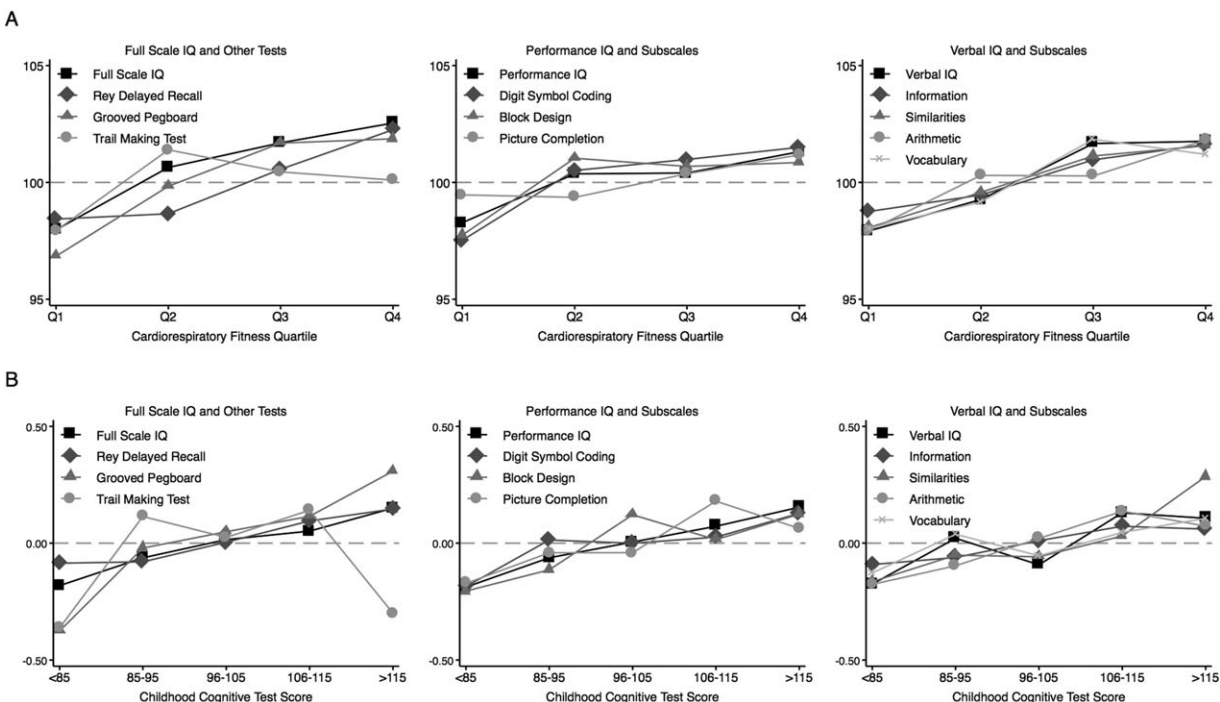 A
Full Scale IQ and Other Tests
105
Full Scale IQ
Rey Delayed Recall
Grooved Pegboard
Trail Making Test
100
95
Q1 Q2 Q3 Q4
Cardiorespiratory Fitness Quartile
Performance IQ and Subscales
105
Performance IQ
Digit Symbol Coding
Block Design
Picture Completion
100
95
Q1 Q2 Q3 Q4
Cardiorespiratory Fitness Quartile
Verbal IQ and Subscales
105
Verbal IQ
Information
Similarities
Arithmetic
Vocabulary
100
95
Q1 Q2 Q3 Q4
Cardiorespiratory Fitness Quartile
B
Full Scale IQ and Other Tests
0.50
Full Scale IQ
Rey Delayed Recall
Grooved Pegboard
Trail Making Test
0.00
-0.50
<85 85-95 96-105 106-115 >115
Childhood Cognitive Test Score
Performance IQ and Subscales
0.50
Performance IQ
Digit Symbol Coding
Block Design
Picture Completion
0.00
-0.50
<85 85-95 96-105 106-115 >115
Childhood Cognitive Test Score
Verbal IQ and Subscales
0.50
Verbal IQ
Information
Similarities
Arithmetic
Vocabulary
0.00
-0.50
<85 85-95 96-105 106-115 >115
Childhood Cognitive Test Score